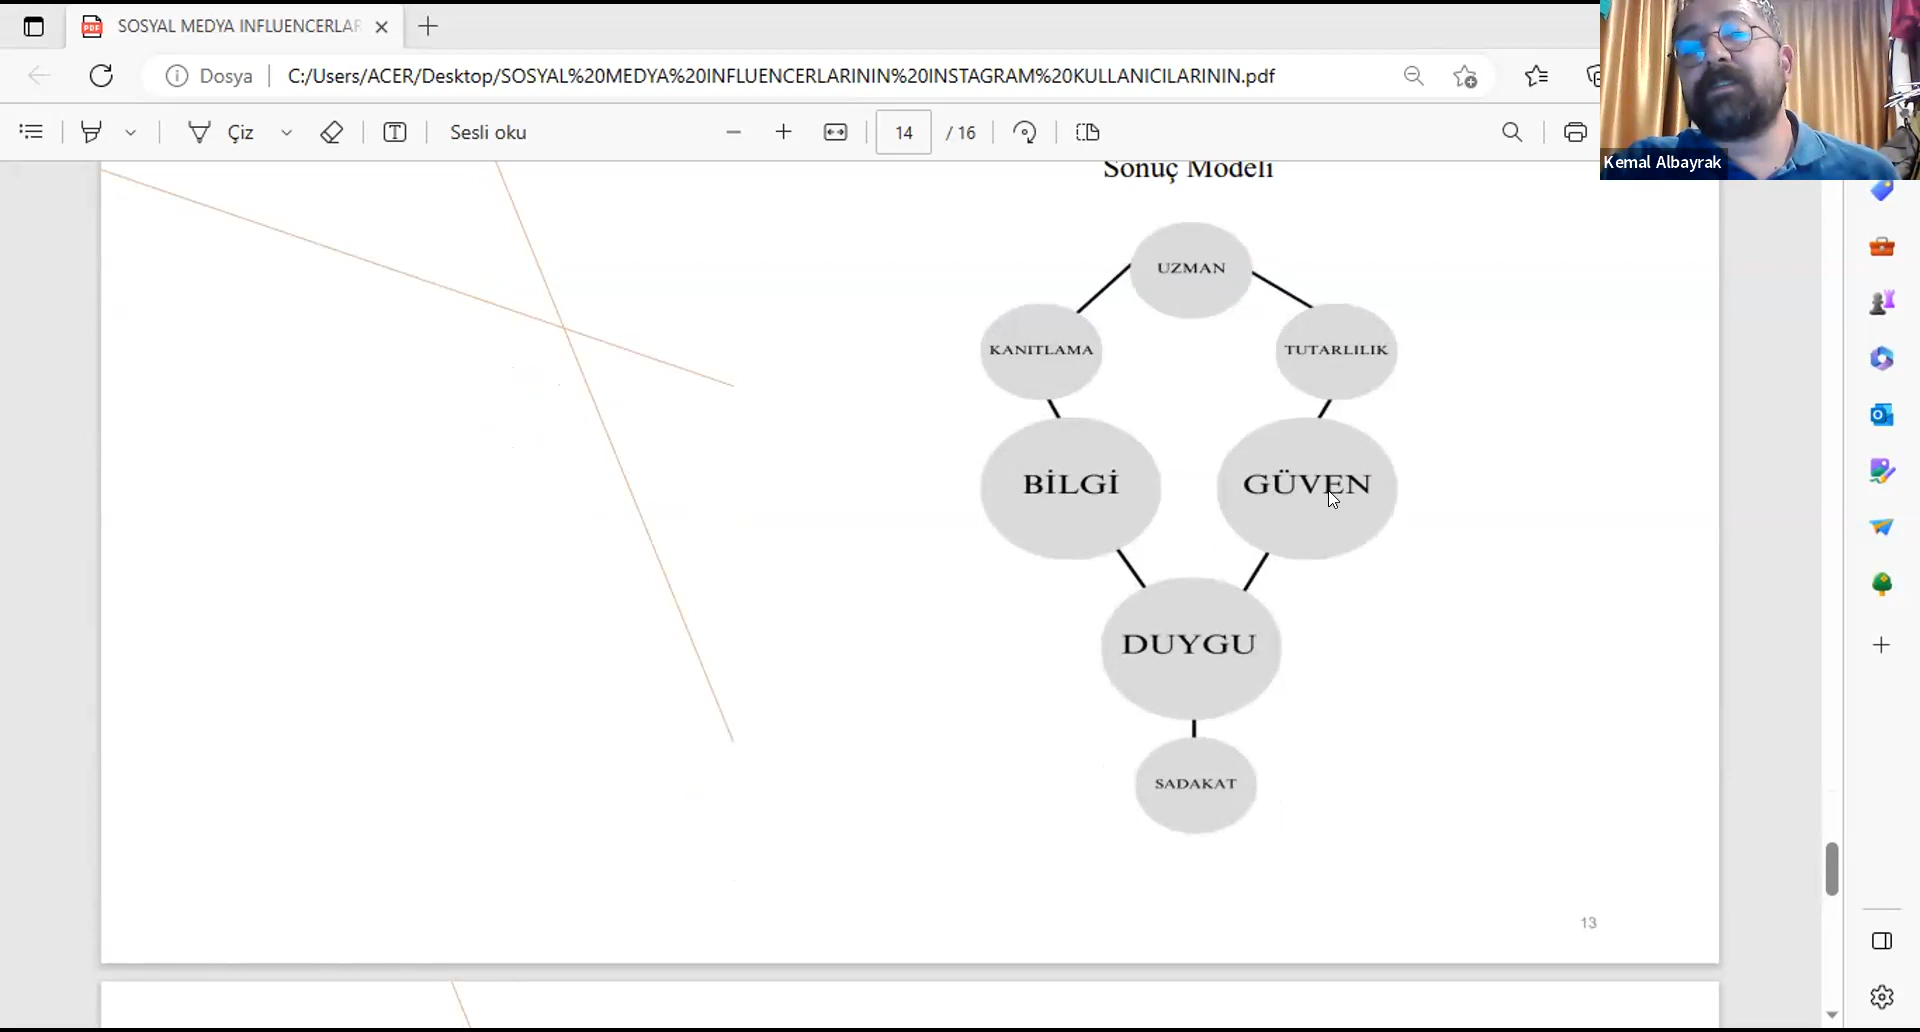 SOSYAL MEDYA INFLUENCERLAR
Dosya
C:/Users/ACER/Desktop/SOSYAL%20MEDYA%20INFLUENCERLARININ%20INSTAGRAM%20KULLANICILARININ.pdf
Çiz
Sesli oku
14
/ 16
Kemal Albayrak
Sonuç Modeli
UZMAN
KANITLAMA
TUTARLILIK
BİLGİ
GÜVEN
DUYGU
SADAKAT
13